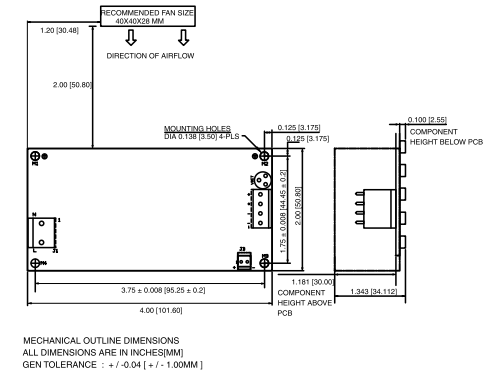 RECOMMENDED FAN SIZE
40X40X28 MM
1.20 [30.48]
DIRECTION OF AIRFLOW
2.00 [50.80]
MOUNTING HOLES
DIA 0.138 [3.50] 4-PLS
0.125 [3.175]
0.125 [3.175]
0.100 [2.55]
COMPONENT
HEIGHT BELOW PCB
1.75 ± 0.008 [44.45 ± 0.2]
2.00 [50.80]
N
1
L
J1
J2
3.75 ± 0.008 [95.25 ± 0.2]
4.00 [101.60]
1.181 [30.00]
COMPONENT
HEIGHT ABOVE
PCB
1.343 [34.112]
MECHANICAL OUTLINE DIMENSIONS
ALL DIMENSIONS ARE IN INCHES[MM]
GEN TOLERANCE : + / -0.04 [ + / - 1.00MM ]